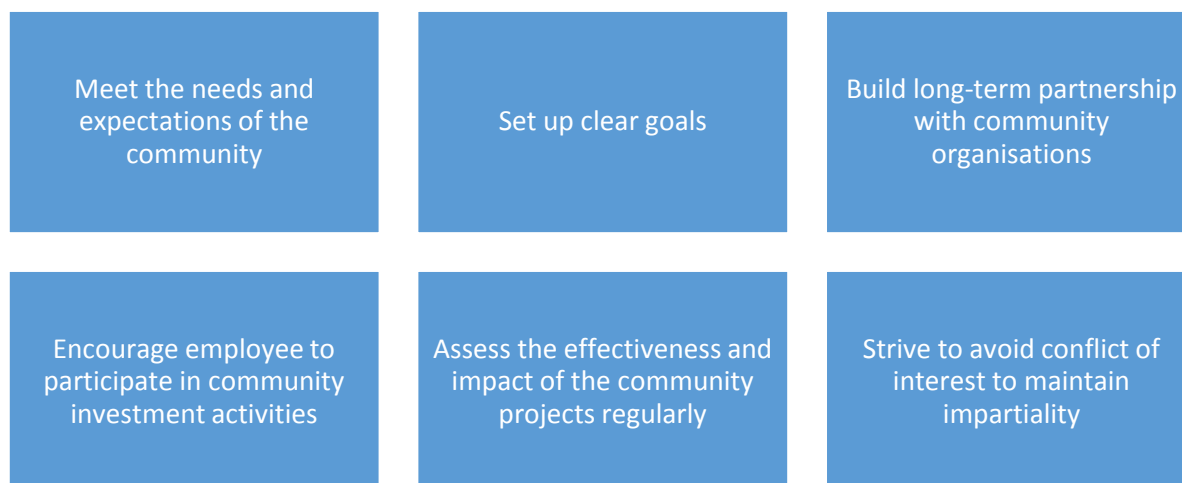 Meet the needs and
expectations of the
community
Set up clear goals
Build long-term partnership
with community
organisations
Encourage employee to
participate in community
investment activities
Assess the effectiveness and
impact of the community
projects regularly
Strive to avoid conflict of
interest to maintain
impartiality